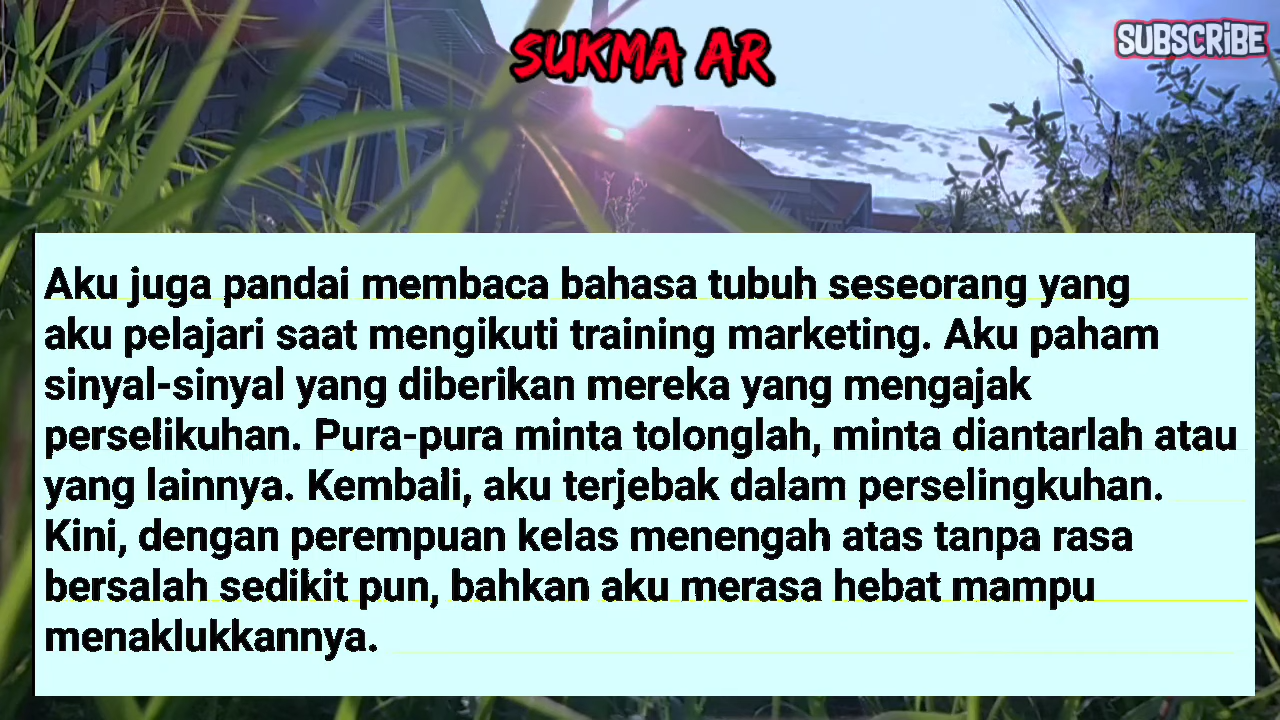 SUKMA AR
SUBSCRiBE
Aku juga pandai membaca bahasa tubuh seseorang yang
aku pelajari saat mengikuti training marketing. Aku paham
sinyal-sinyal yang diberikan mereka yang mengajak
perselikuhan. Pura-pura minta tolonglah, minta diantarlah atau
yang lainnya. Kembali, aku terjebak dalam perselingkuhan.
Kini, dengan perempuan kelas menengah atas tanpa rasa
bersalah sedikit pun, bahkan aku merasa hebat mampu
menaklukkannya.